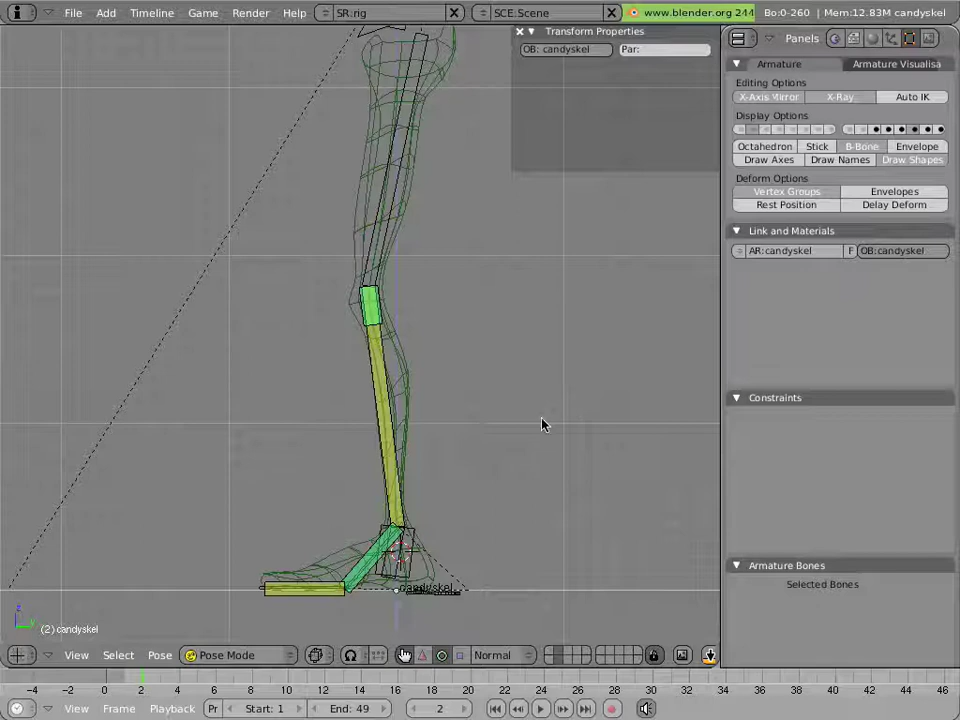 File Add Timeline Game Render Help SR:rig SCE:Scene www.blender.org 244 Bo:0-260 | Mem:12.83M candyskel
Transform Properties
OB: candyskel Par:
Panels
Armature Armature Visualisa
Editing Options
X-Axis Mirror X-Ray Auto IK
Display Options
Octahedron Stick B-Bone Envelope
Draw Axes Draw Names Draw Shapes
Deform Options
Vertex Groups Envelopes
Rest Position Delay Deform
Link and Materials
AR:candyskel F OB:candyskel
Constraints
Armature Bones
Selected Bones
candyskel
z
y
(2) candyskel
View Select Pose Pose Mode Normal
-4 -2 0 2 4 6 8 10 12 14 16 18 20 22 24 26 28 30 32 34 36 38 40 42 44 46
View Frame Playback Pr Start: 1 End: 49 2